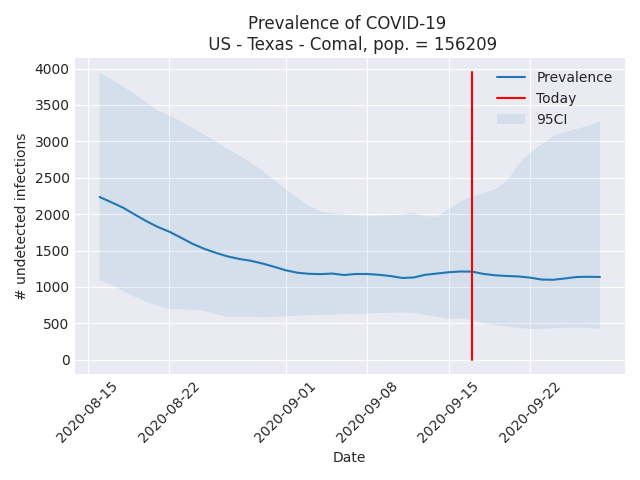 Prevalence of COVID-19
US - Texas - Comal, pop. = 156209
4000
3500
3000
2500
2000
1500
1000
500
0
# undetected infections
Prevalence
Today
95CI
2020-08-15
2020-08-22
2020-09-01
2020-09-08
2020-09-15
2020-09-22
Date